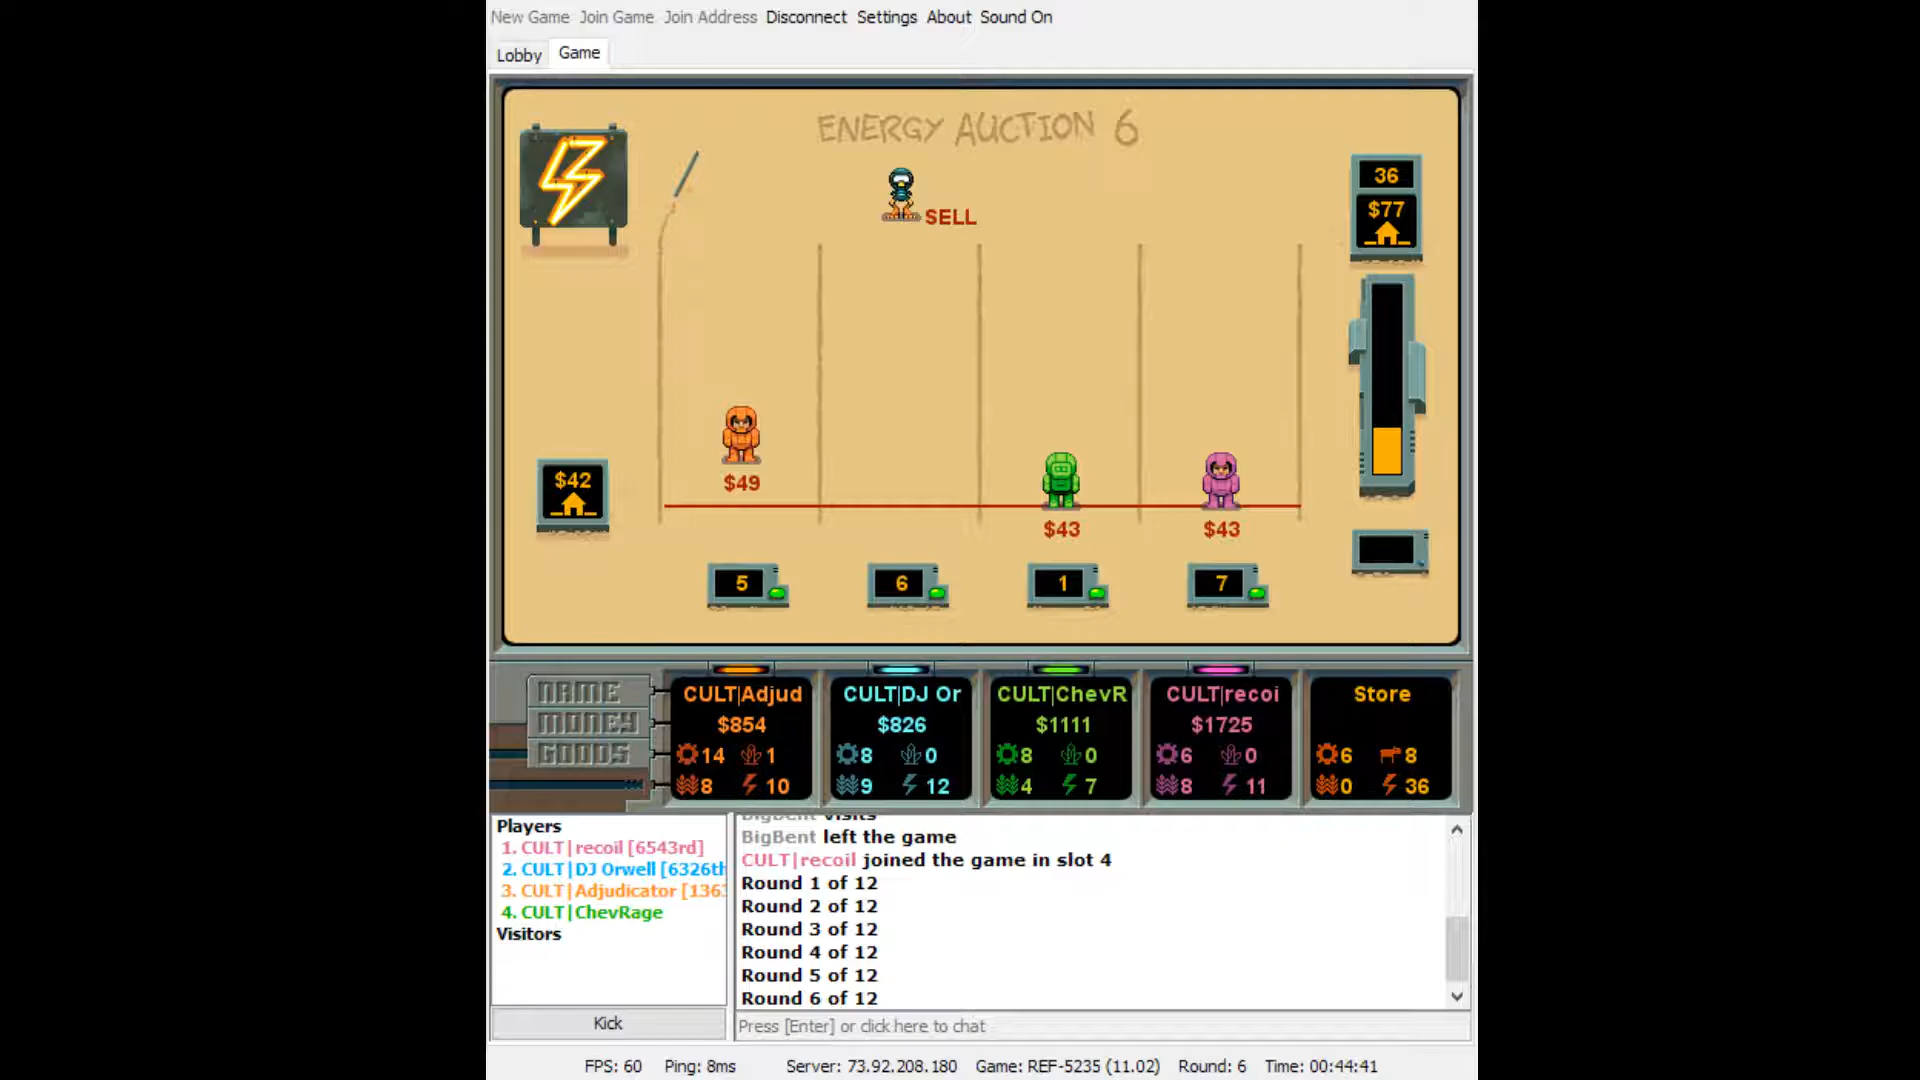 New Game Join Game Join Address Disconnect Settings About Sound On
Lobby Game
ENERGY AUCTION 6
SELL
36
$77
$42
$49
$43
$43
5 6 1 7
NAME
MONEY
GOODS
CULT|Adjud
$854
14 1
8 10
CULT|DJ Or
$826
8 0
9 12
CULT|ChevR
$1111
8 0
4 7
CULT|recoi
$1725
6 0
8 11
Store
6 8
0 36
Players
1. CULT|recoil [6543rd]
2. CULT|DJ Orwell [6326th
3. CULT|Adjudicator [136
4. CULT|ChevRage
Visitors
Kick
BigBent visits
BigBent left the game
CULT|recoil joined the game in slot 4
Round 1 of 12
Round 2 of 12
Round 3 of 12
Round 4 of 12
Round 5 of 12
Round 6 of 12
Press [Enter] or click here to chat
FPS: 60 Ping: 8ms Server: 73.92.208.180 Game: REF-5235 (11.02) Round: 6 Time: 00:44:41